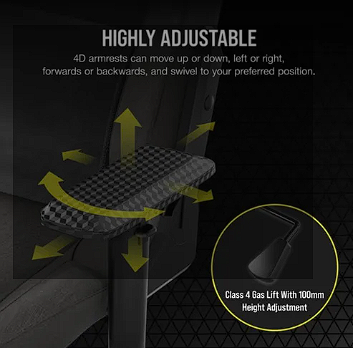 HIGHLY ADJUSTABLE
4D armrests can move up or down, left or right,
forwards or backwards, and swivel to your preferred position.
Class 4 Gas Lift With 100mm
Height Adjustment